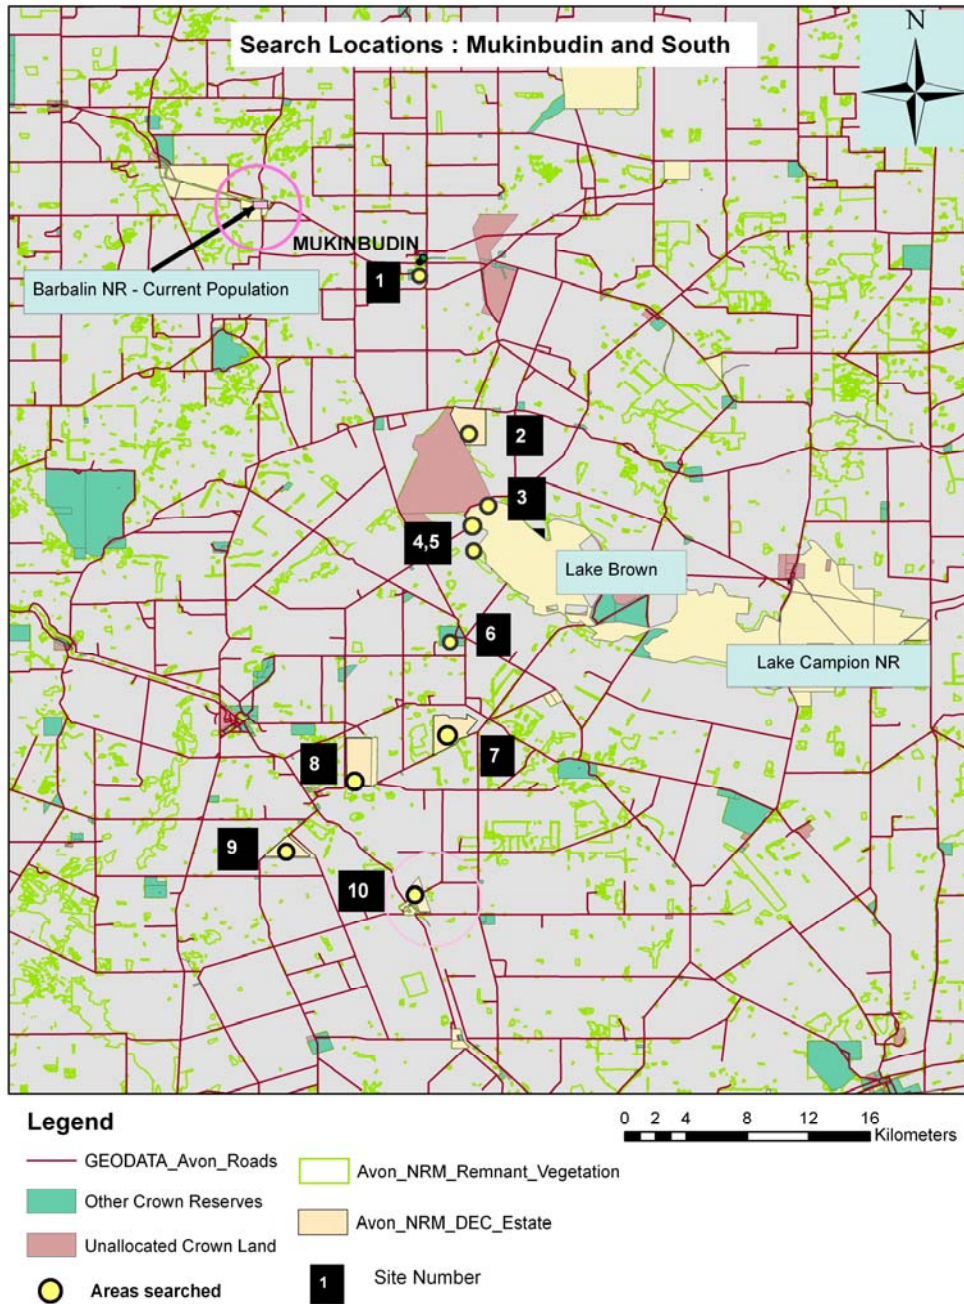 Search Locations : Mukinbudin and South
N
MUKINBUDIN
1
Barbalin NR - Current Population
2
3
4,5
Lake Brown
6
Lake Campion NR
7
8
9
10
Legend
0 2 4 8 12 16
Kilometers
GEODATA_Avon_Roads
Other Crown Reserves
Unallocated Crown Land
Areas searched
Avon_NRM_Remnant_Vegetation
Avon_NRM_DEC_Estate
1 Site Number